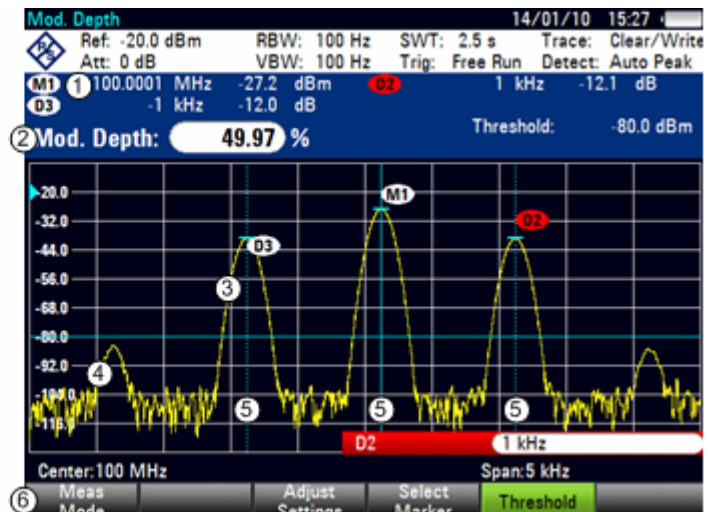 Mod. Depth 14/01/10 15:27
Ref: -20.0 dBm RBW: 100 Hz SWT: 2.5 s Trace: Clear/Write
Att: 0 dB VBW: 100 Hz Trig: Free Run Detect: Auto Peak
M1 1 100.0001 MHz -27.2 dBm D2 1 kHz -12.1 dB
D3 -1 kHz -12.0 dB
2 Mod. Depth: 49.97 % Threshold: -80.0 dBm
-20.0
M1
-32.0
D2
-44.0
D3
-56.0
3
-68.0
-80.0
-92.0
4
5 5 5
-116.0
D2 1 kHz
Center:100 MHz Span:5 kHz
6 Meas Mode Adjust Settings Select Marker Threshold